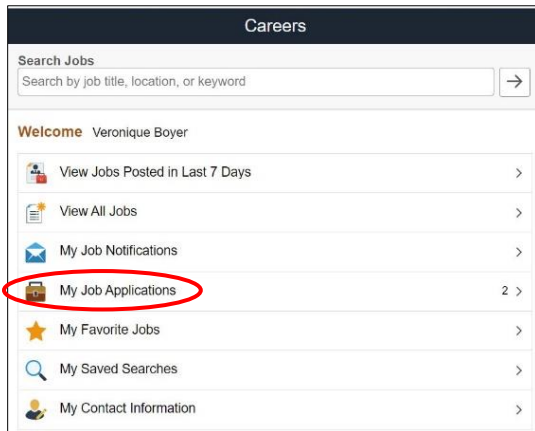 Careers
Search Jobs
Search by job title, location, or keyword
Welcome Veronique Boyer
View Jobs Posted in Last 7 Days
View All Jobs
My Job Notifications
My Job Applications 2
My Favorite Jobs
My Saved Searches
My Contact Information